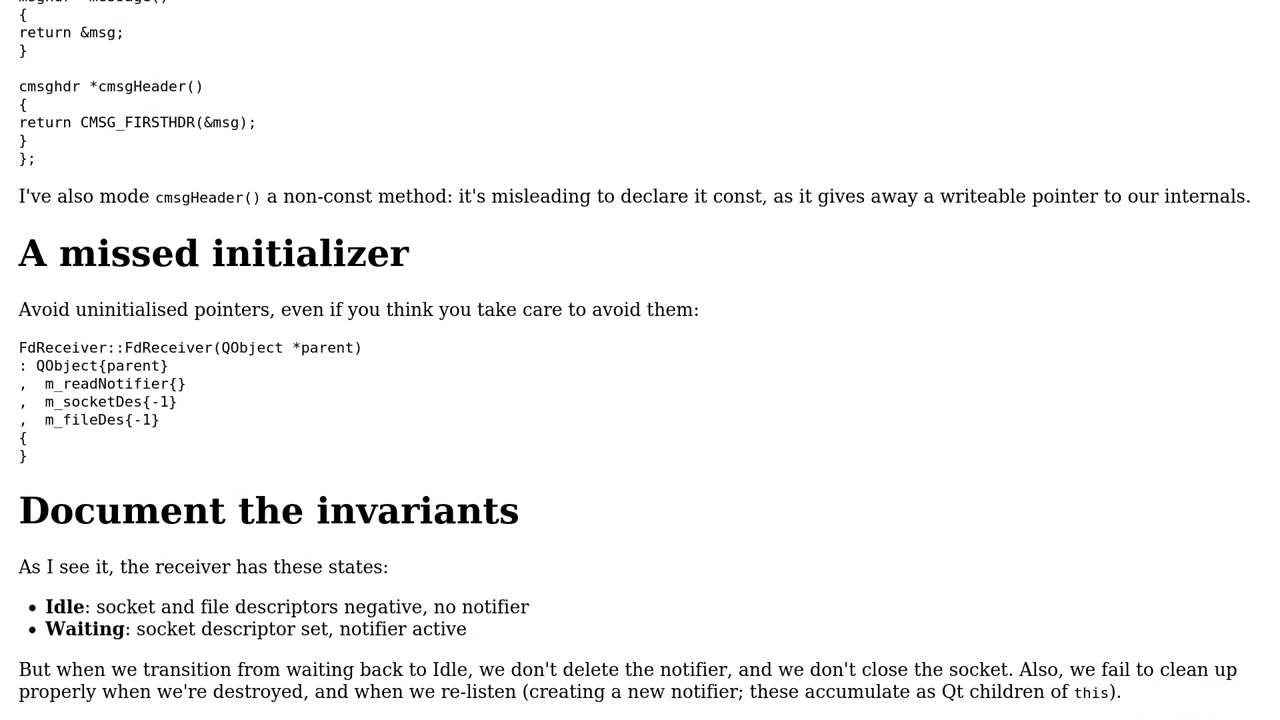 {
return &msg;
}
cmsghdr *cmsgHeader()
{
return CMSG_FIRSTHDR(&msg);
}
};
I've also mode cmsgHeader() a non-const method: it's misleading to declare it const, as it gives away a writeable pointer to our internals.
A missed initializer
Avoid uninitialised pointers, even if you think you take care to avoid them:
FdReceiver::FdReceiver(QObject *parent)
: QObject{parent}
,  m_readNotifier{}
,  m_socketDes{-1}
,  m_fileDes{-1}
{
}
Document the invariants
As I see it, the receiver has these states:
• Idle: socket and file descriptors negative, no notifier
• Waiting: socket descriptor set, notifier active
But when we transition from waiting back to Idle, we don't delete the notifier, and we don't close the socket. Also, we fail to clean up
properly when we're destroyed, and when we re-listen (creating a new notifier; these accumulate as Qt children of this).